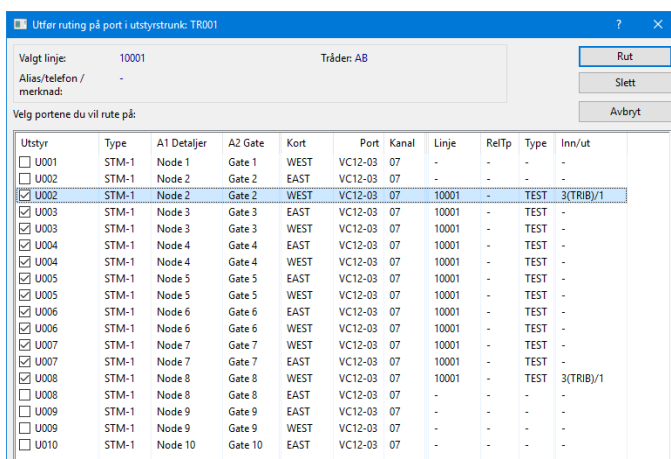 Utfør ruting på port i utstyrstrunk: TR001 ? ×
Valgt linje: 10001 Tråder: AB Rut
Alias/telefon / merknad: - Slett
Velg portene du vil rute på: Avbryt
Utstyr Type A1 Detaljer A2 Gate Kort Port Kanal Linje RelTp Type Inn/ut
U001 STM-1 Node 1 Gate 1 WEST VC12-03 07 - - - -
U002 STM-1 Node 2 Gate 2 EAST VC12-03 07 - - - -
U002 STM-1 Node 2 Gate 2 WEST VC12-03 07 10001 - TEST 3(TRIB)/1
U003 STM-1 Node 3 Gate 3 EAST VC12-03 07 10001 - TEST -
U003 STM-1 Node 3 Gate 3 WEST VC12-03 07 10001 - TEST -
U004 STM-1 Node 4 Gate 4 WEST VC12-03 07 10001 - TEST -
U004 STM-1 Node 4 Gate 4 EAST VC12-03 07 10001 - TEST -
U005 STM-1 Node 5 Gate 5 EAST VC12-03 07 10001 - TEST -
U005 STM-1 Node 5 Gate 5 WEST VC12-03 07 10001 - TEST -
U006 STM-1 Node 6 Gate 6 EAST VC12-03 07 10001 - TEST -
U006 STM-1 Node 6 Gate 6 WEST VC12-03 07 10001 - TEST -
U007 STM-1 Node 7 Gate 7 WEST VC12-03 07 10001 - TEST -
U007 STM-1 Node 7 Gate 7 EAST VC12-03 07 10001 - TEST -
U008 STM-1 Node 8 Gate 8 WEST VC12-03 07 10001 - TEST 3(TRIB)/1
U008 STM-1 Node 8 Gate 8 EAST VC12-03 07 - - - -
U009 STM-1 Node 9 Gate 9 EAST VC12-03 07 - - - -
U009 STM-1 Node 9 Gate 9 WEST VC12-03 07 - - - -
U010 STM-1 Node 10 Gate 10 EAST VC12-03 07 - - - -